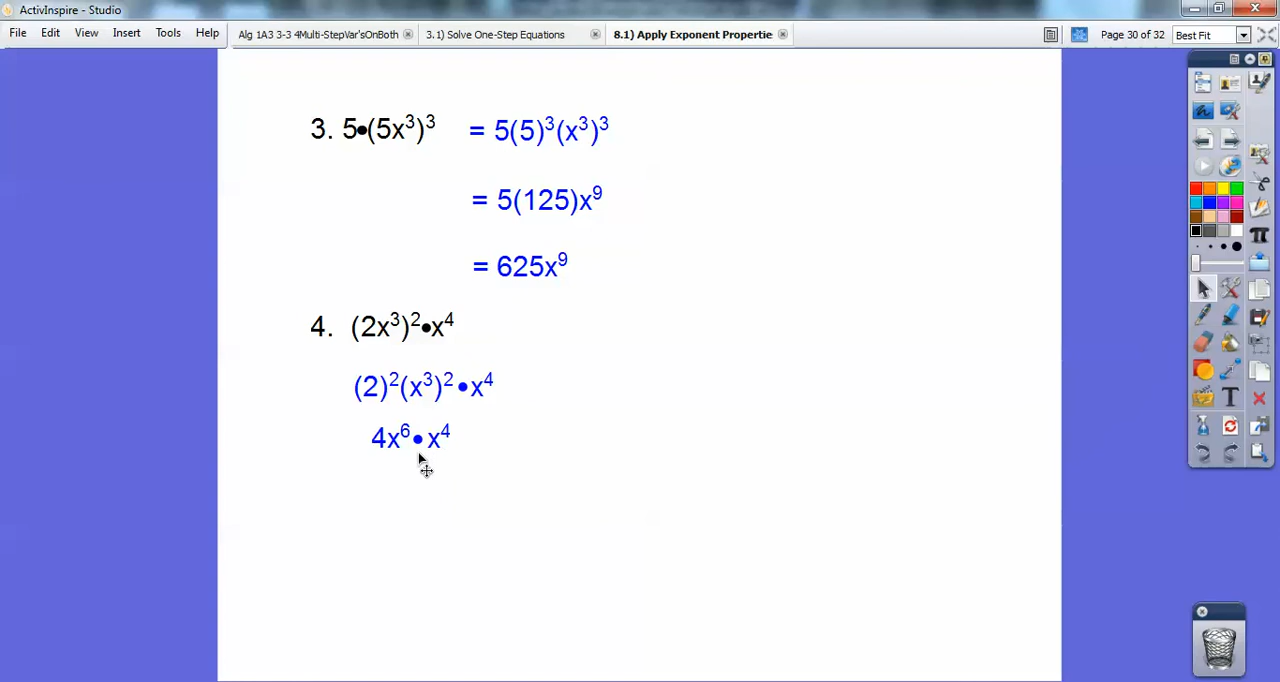 ActivInspire - Studio
File Edit View Insert Tools Help
Alg 1A3 3-3 4Multi-StepVar'sOnBoth 3.1) Solve One-Step Equations 8.1) Apply Exponent Propertie Page 30 of 32 Best Fit
3. 5•(5x³)³ = 5(5)³(x³)³
= 5(125)x⁹
= 625x⁹
4. (2x³)²•x⁴
(2)²(x³)²•x⁴
4x⁶•x⁴